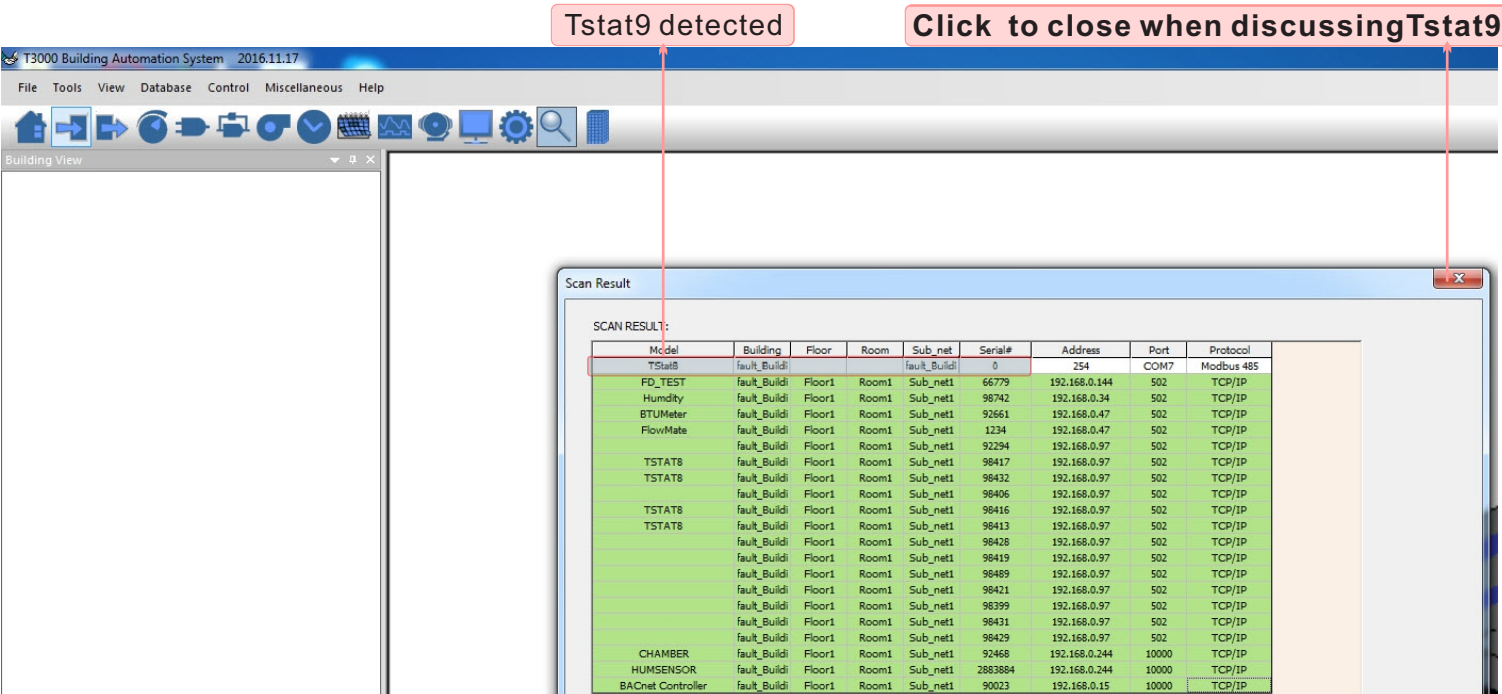 Tstat9 detected
Click to close when discussingTstat9
T3000 Building Automation System 2016.11.17
File Tools View Database Control Miscellaneous Help
Building View
Scan Result
SCAN RESULT:
Model Building Floor Room Sub_net Serial# Address Port Protocol
TStat8 fault_Buildi fault_Buildi 0 254 COM7 Modbus 485
FD_TEST fault_Buildi Floor1 Room1 Sub_net1 66779 192.168.0.144 502 TCP/IP
Humdity fault_Buildi Floor1 Room1 Sub_net1 98742 192.168.0.34 502 TCP/IP
BTUMeter fault_Buildi Floor1 Room1 Sub_net1 92661 192.168.0.47 502 TCP/IP
FlowMate fault_Buildi Floor1 Room1 Sub_net1 1234 192.168.0.47 502 TCP/IP
fault_Buildi Floor1 Room1 Sub_net1 92294 192.168.0.97 502 TCP/IP
TSTAT8 fault_Buildi Floor1 Room1 Sub_net1 98417 192.168.0.97 502 TCP/IP
TSTAT8 fault_Buildi Floor1 Room1 Sub_net1 98432 192.168.0.97 502 TCP/IP
fault_Buildi Floor1 Room1 Sub_net1 98406 192.168.0.97 502 TCP/IP
TSTAT8 fault_Buildi Floor1 Room1 Sub_net1 98416 192.168.0.97 502 TCP/IP
TSTAT8 fault_Buildi Floor1 Room1 Sub_net1 98413 192.168.0.97 502 TCP/IP
fault_Buildi Floor1 Room1 Sub_net1 98428 192.168.0.97 502 TCP/IP
fault_Buildi Floor1 Room1 Sub_net1 98419 192.168.0.97 502 TCP/IP
fault_Buildi Floor1 Room1 Sub_net1 98489 192.168.0.97 502 TCP/IP
fault_Buildi Floor1 Room1 Sub_net1 98421 192.168.0.97 502 TCP/IP
fault_Buildi Floor1 Room1 Sub_net1 98399 192.168.0.97 502 TCP/IP
fault_Buildi Floor1 Room1 Sub_net1 98431 192.168.0.97 502 TCP/IP
fault_Buildi Floor1 Room1 Sub_net1 98429 192.168.0.97 502 TCP/IP
CHAMBER fault_Buildi Floor1 Room1 Sub_net1 92468 192.168.0.244 10000 TCP/IP
HUMSENSOR fault_Buildi Floor1 Room1 Sub_net1 2883884 192.168.0.244 10000 TCP/IP
BACnet Controller fault_Buildi Floor1 Room1 Sub_net1 90023 192.168.0.15 10000 TCP/IP